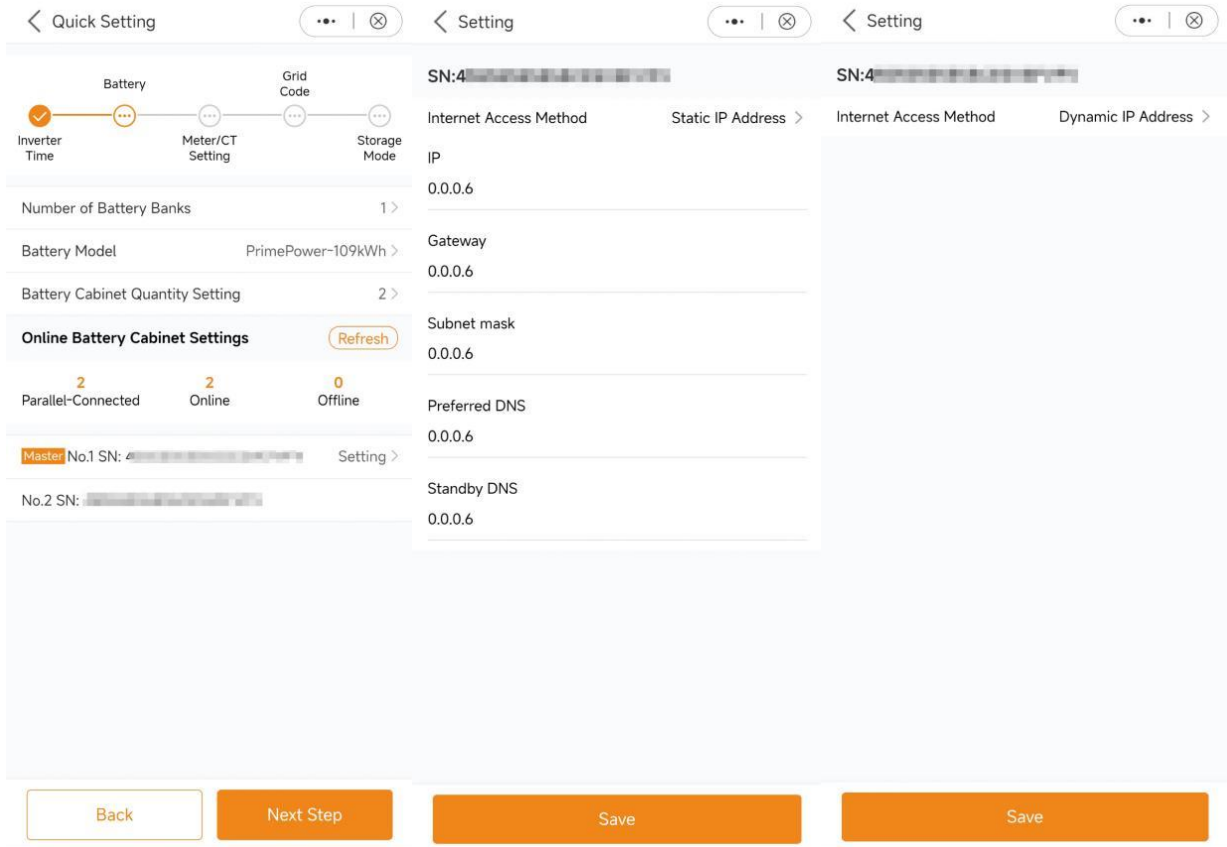 Quick Setting
Battery
Grid
Code
Inverter
Time
Meter/CT
Setting
Storage
Mode
Number of Battery Banks 1
Battery Model PrimePower-109kWh
Battery Cabinet Quantity Setting 2
Online Battery Cabinet Settings Refresh
2 2 0
Parallel-Connected Online Offline
Master No.1 SN: Setting
No.2 SN:
Back Next Step
Setting
SN:4
Internet Access Method Static IP Address
IP
0.0.0.6
Gateway
0.0.0.6
Subnet mask
0.0.0.6
Preferred DNS
0.0.0.6
Standby DNS
0.0.0.6
Save
Setting
SN:4
Internet Access Method Dynamic IP Address
Save